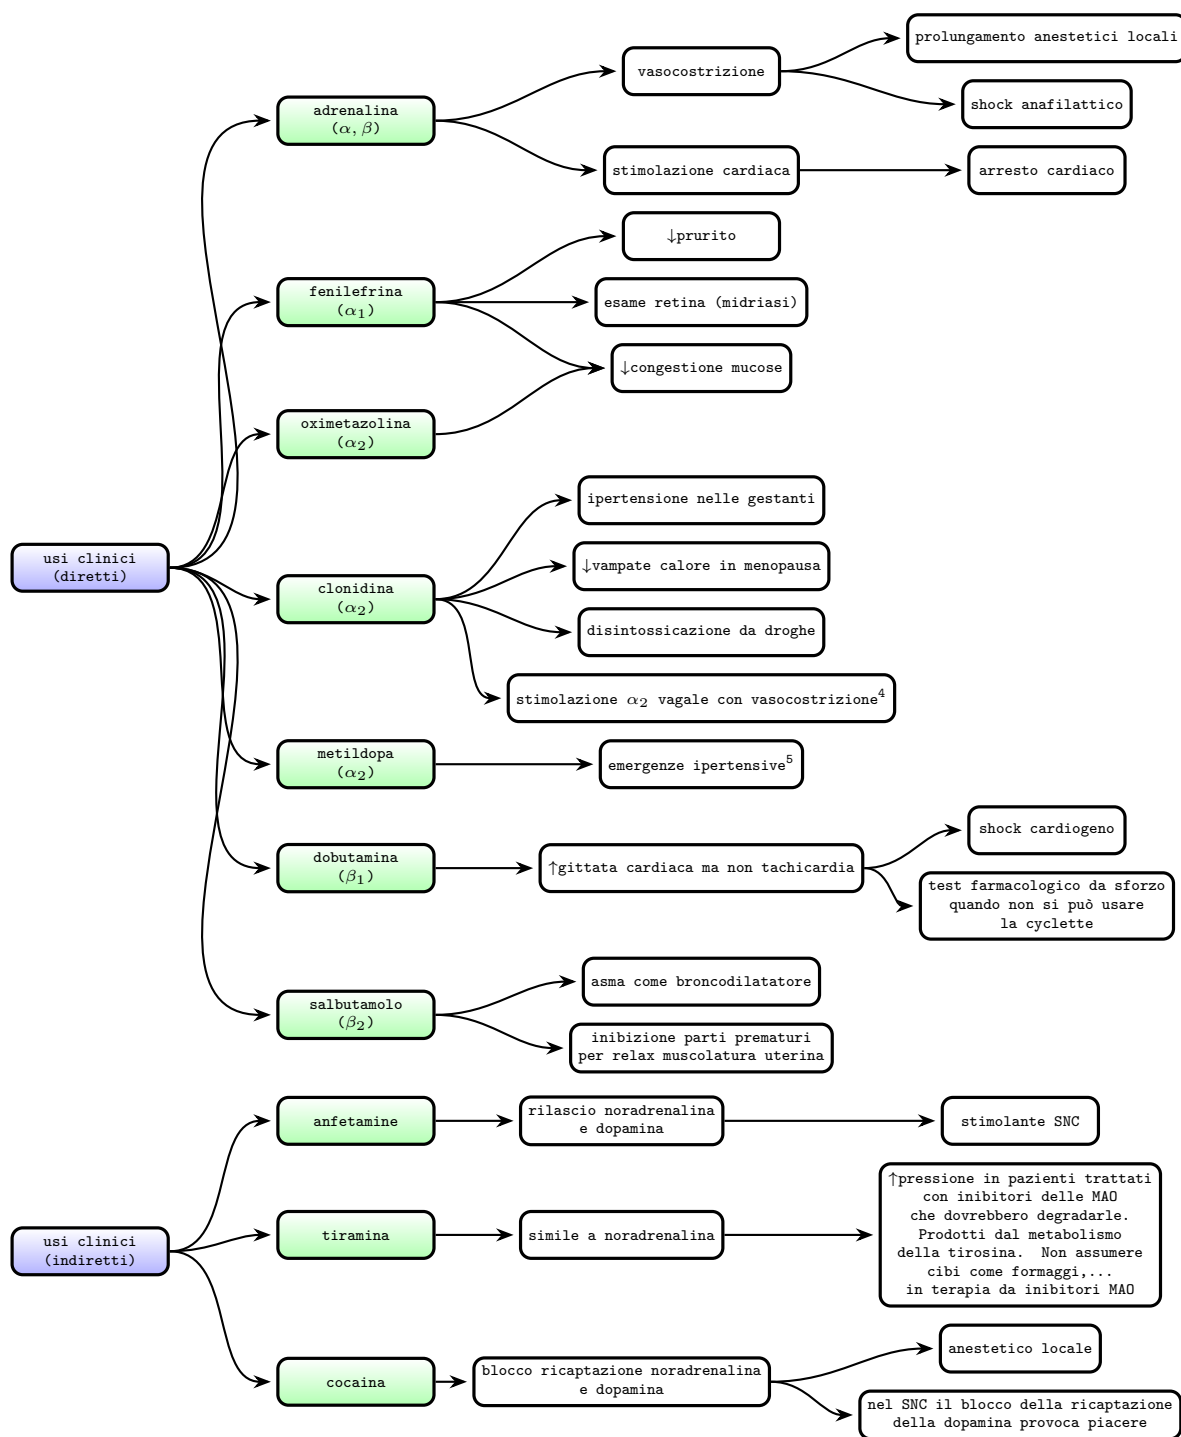 prolungamento anestetici locali
vasocostrizione
shock anafilattico
adrenalina
(α, β)
stimolazione cardiaca
arresto cardiaco
↓prurito
fenilefrina
(α₁)
esame retina (midriasi)
↓congestione mucose
oximetazolina
(α₂)
ipertensione nelle gestanti
usi clinici
(diretti)
↓vampate calore in menopausa
clonidina
(α₂)
disintossicazione da droghe
stimolazione α₂ vagale con vasocostrizione⁴
metildopa
(α₂)
emergenze ipertensive⁵
shock cardiogeno
dobutamina
(β₁)
↑gittata cardiaca ma non tachicardia
test farmacologico da sforzo
quando non si può usare
la cyclette
asma come broncodilatatore
salbutamolo
(β₂)
inibizione parti prematuri
per relax muscolatura uterina
anfetamine
rilascio noradrenalina
e dopamina
stimolante SNC
usi clinici
(indiretti)
tiramina
simile a noradrenalina
↑pressione in pazienti trattati
con inibitori delle MAO
che dovrebbero degradarle.
Prodotti dal metabolismo
della tirosina. Non assumere
cibi come formaggi,...
in terapia da inibitori MAO
cocaina
blocco ricaptazione noradrenalina
e dopamina
anestetico locale
nel SNC il blocco della ricaptazione
della dopamina provoca piacere